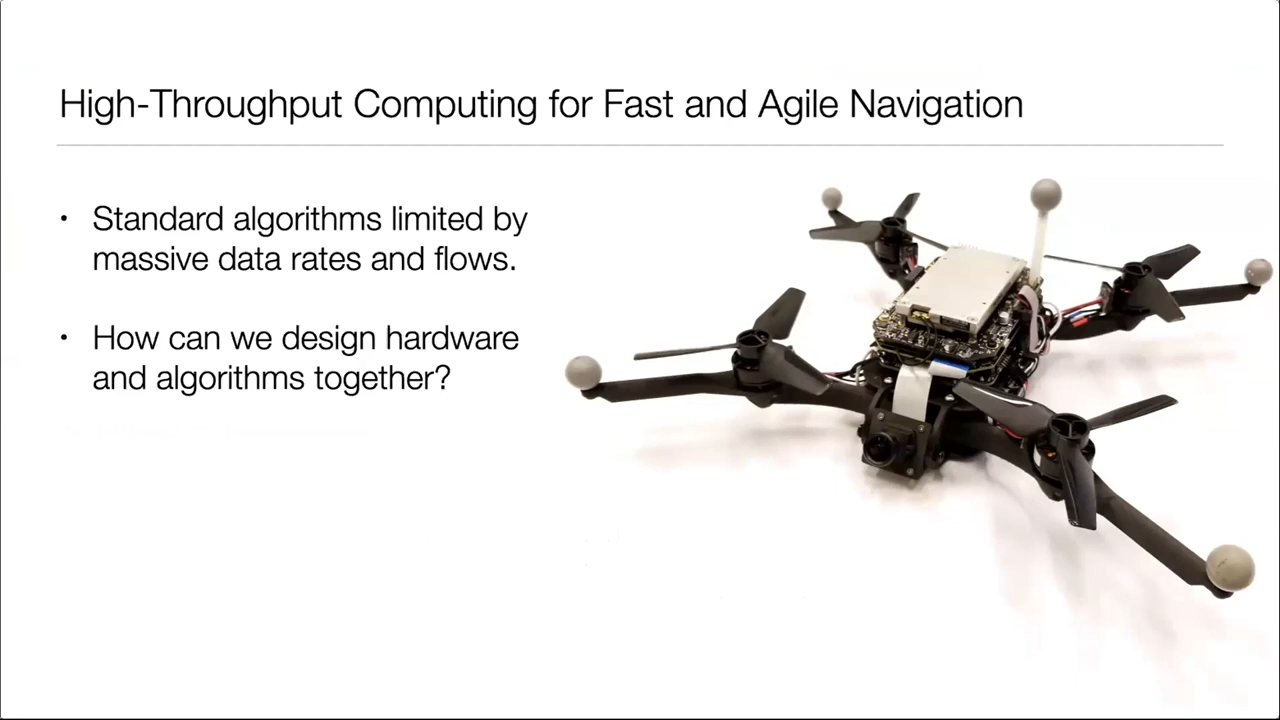 High-Throughput Computing for Fast and Agile Navigation
• Standard algorithms limited by
massive data rates and flows.
• How can we design hardware
and algorithms together?